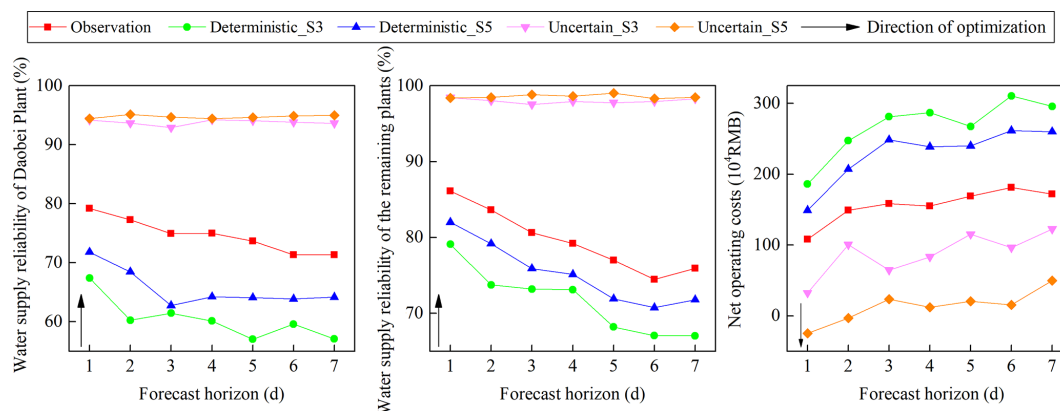 Observation Deterministic_S3 Deterministic_S5 Uncertain_S3 Uncertain_S5 Direction of optimization
Water supply reliability of Daobei Plant (%)
100
90
80
70
60
1 2 3 4 5 6 7
Forecast horizon (d)
Water supply reliability of the remaining plants (%)
100
90
80
70
1 2 3 4 5 6 7
Forecast horizon (d)
Net operating costs (10⁴RMB)
300
200
100
0
1 2 3 4 5 6 7
Forecast horizon (d)